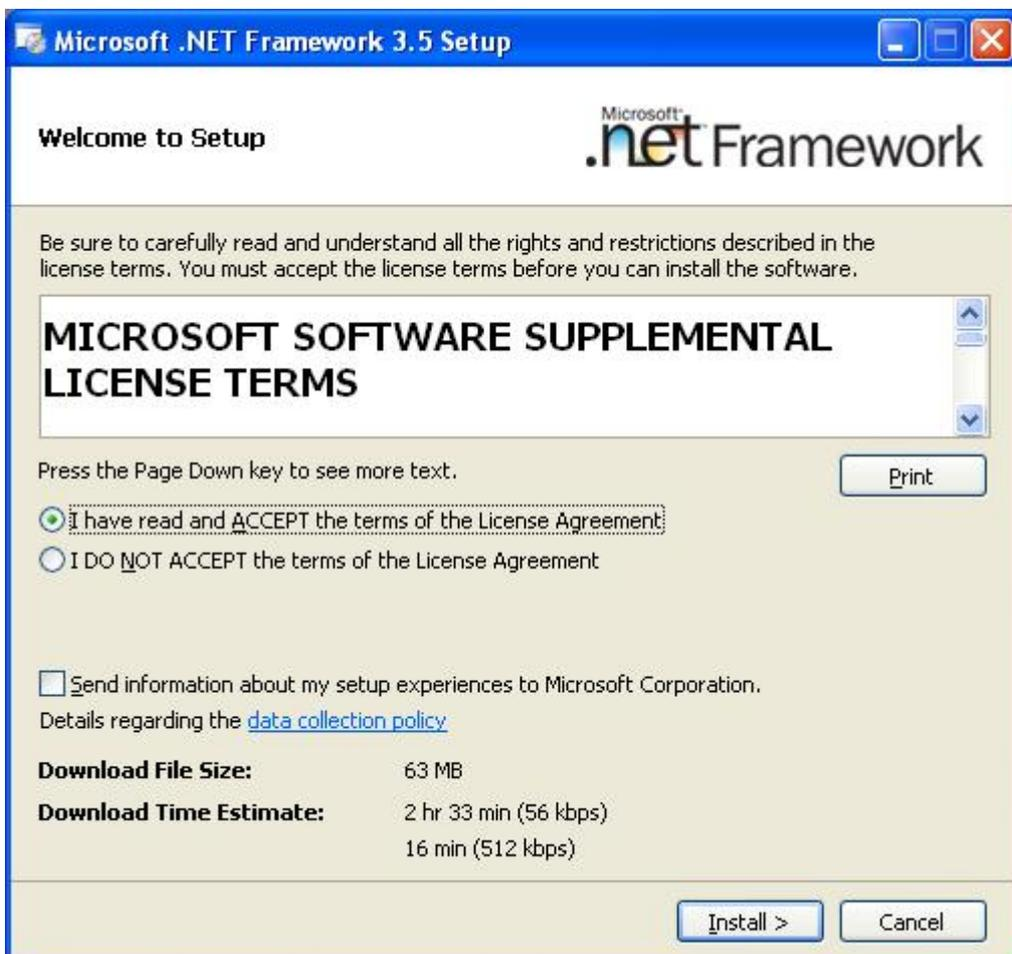 Microsoft .NET Framework 3.5 Setup
Welcome to Setup
Microsoft
.net Framework
Be sure to carefully read and understand all the rights and restrictions described in the
license terms. You must accept the license terms before you can install the software.
MICROSOFT SOFTWARE SUPPLEMENTAL
LICENSE TERMS
Press the Page Down key to see more text.
Print
I have read and ACCEPT the terms of the License Agreement
I DO NOT ACCEPT the terms of the License Agreement
Send information about my setup experiences to Microsoft Corporation.
Details regarding the data collection policy
Download File Size: 63 MB
Download Time Estimate: 2 hr 33 min (56 kbps)
16 min (512 kbps)
Install > Cancel